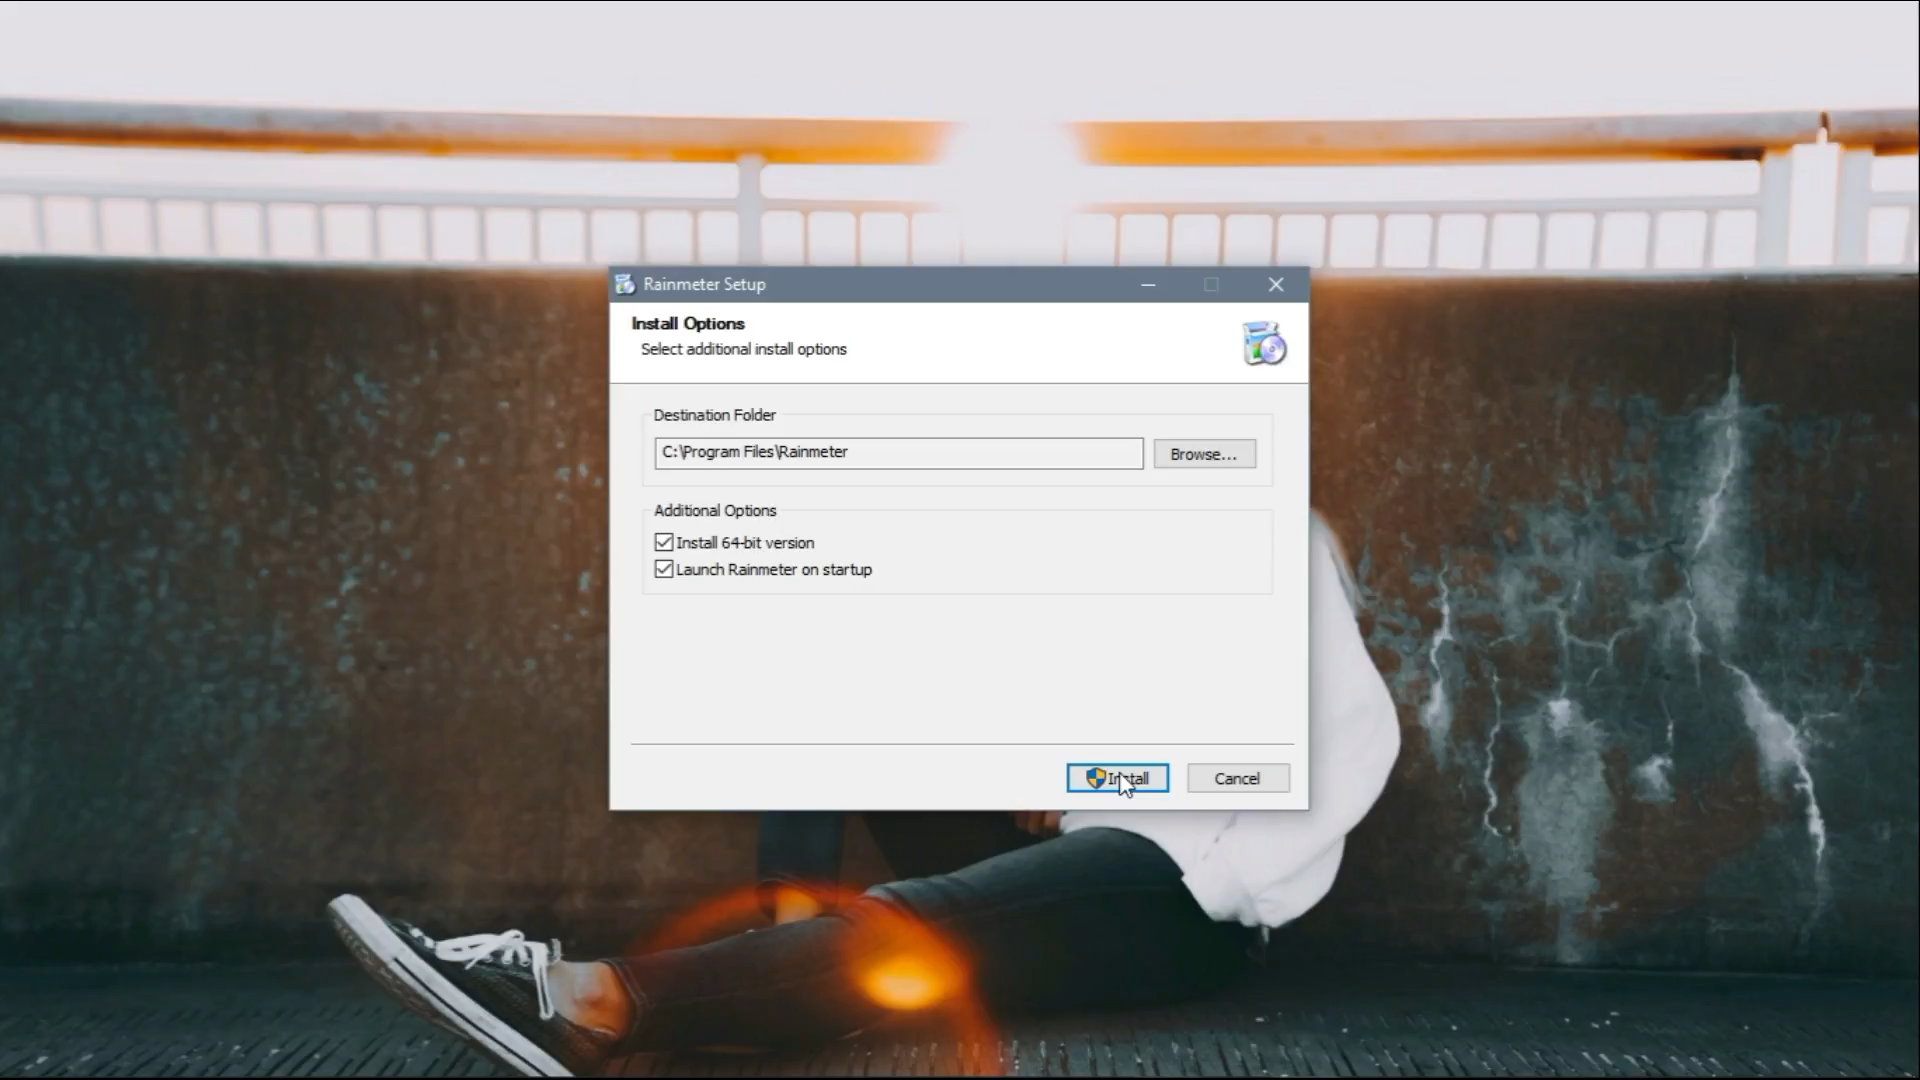 Rainmeter Setup
Install Options
Select additional install options
Destination Folder
C:\Program Files\Rainmeter
Browse...
Additional Options
Install 64-bit version
Launch Rainmeter on startup
Install
Cancel